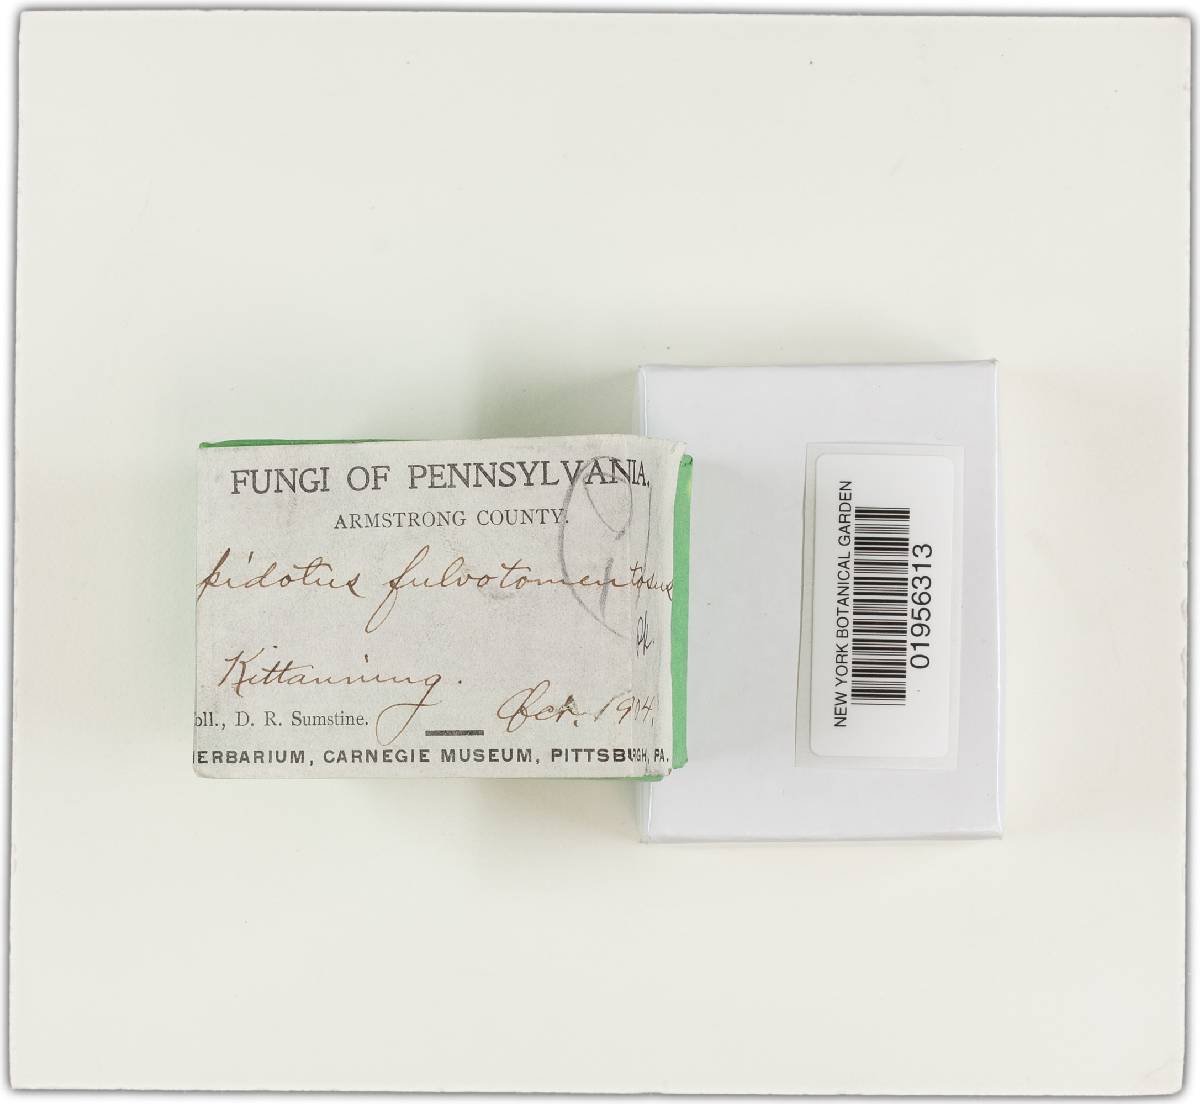 FUNGI OF PENNSYLVANIA.
ARMSTRONG COUNTY.
pidotus fulvotomentosus
Pk.
Kittanning.
Oct. 1904.
oll., D. R. Sumstine.
ERBARIUM, CARNEGIE MUSEUM, PITTSBURGH, PA.
NEW YORK BOTANICAL GARDEN
01956313